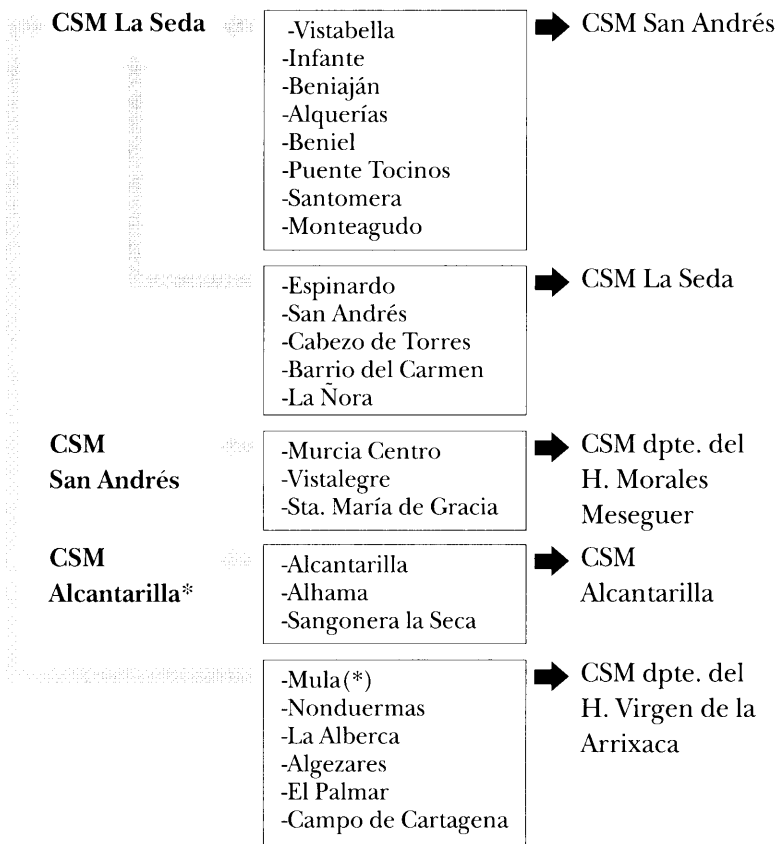 CSM La Seda
-Vistabella
-Infante
-Beniaján
-Alquerías
-Beniel
-Puente Tocinos
-Santomera
-Monteagudo
CSM San Andrés
-Espinardo
-San Andrés
-Cabezo de Torres
-Barrio del Carmen
-La Ñora
CSM La Seda
CSM
San Andrés
-Murcia Centro
-Vistalegre
-Sta. María de Gracia
CSM dpte. del
H. Morales
Meseguer
CSM
Alcantarilla*
-Alcantarilla
-Alhama
-Sangonera la Seca
CSM
Alcantarilla
-Mula(*)
-Nonduermas
-La Alberca
-Algezares
-El Palmar
-Campo de Cartagena
CSM dpte. del
H. Virgen de la
Arrixaca